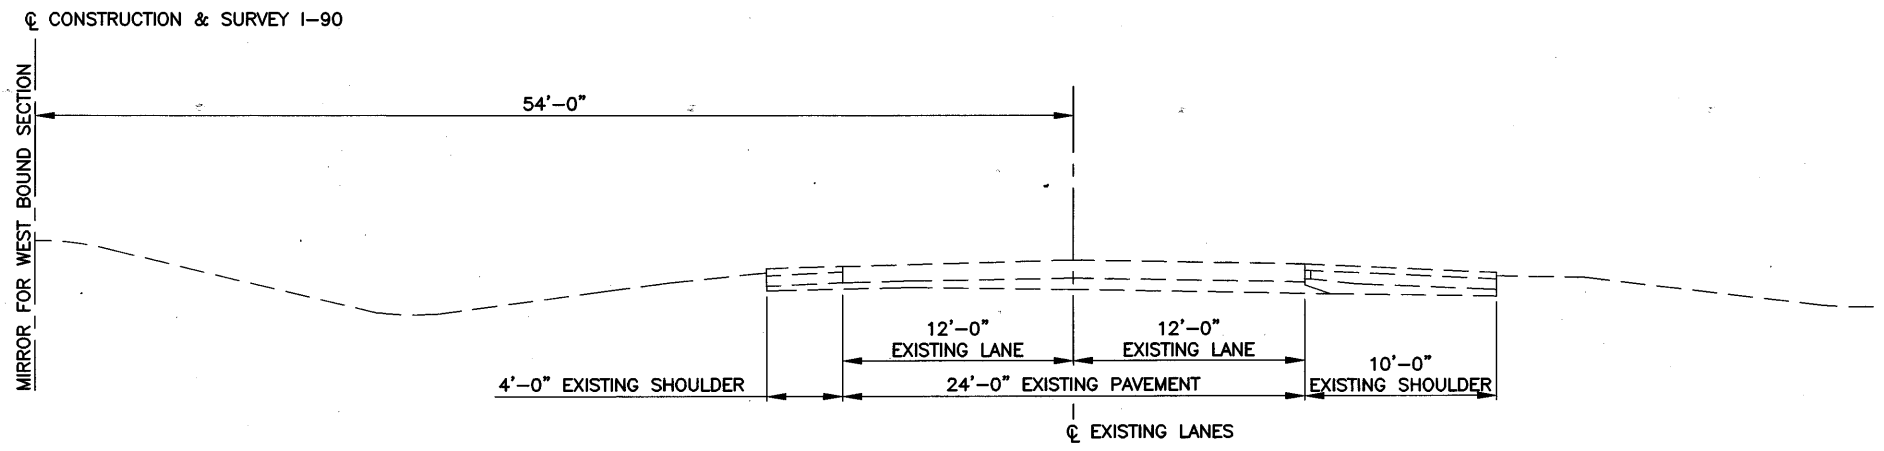 ℄ CONSTRUCTION & SURVEY I-90
MIRROR FOR WEST BOUND SECTION
54'-0"
12'-0"
EXISTING LANE
12'-0"
EXISTING LANE
10'-0"
EXISTING SHOULDER
4'-0" EXISTING SHOULDER
24'-0" EXISTING PAVEMENT
℄ EXISTING LANES